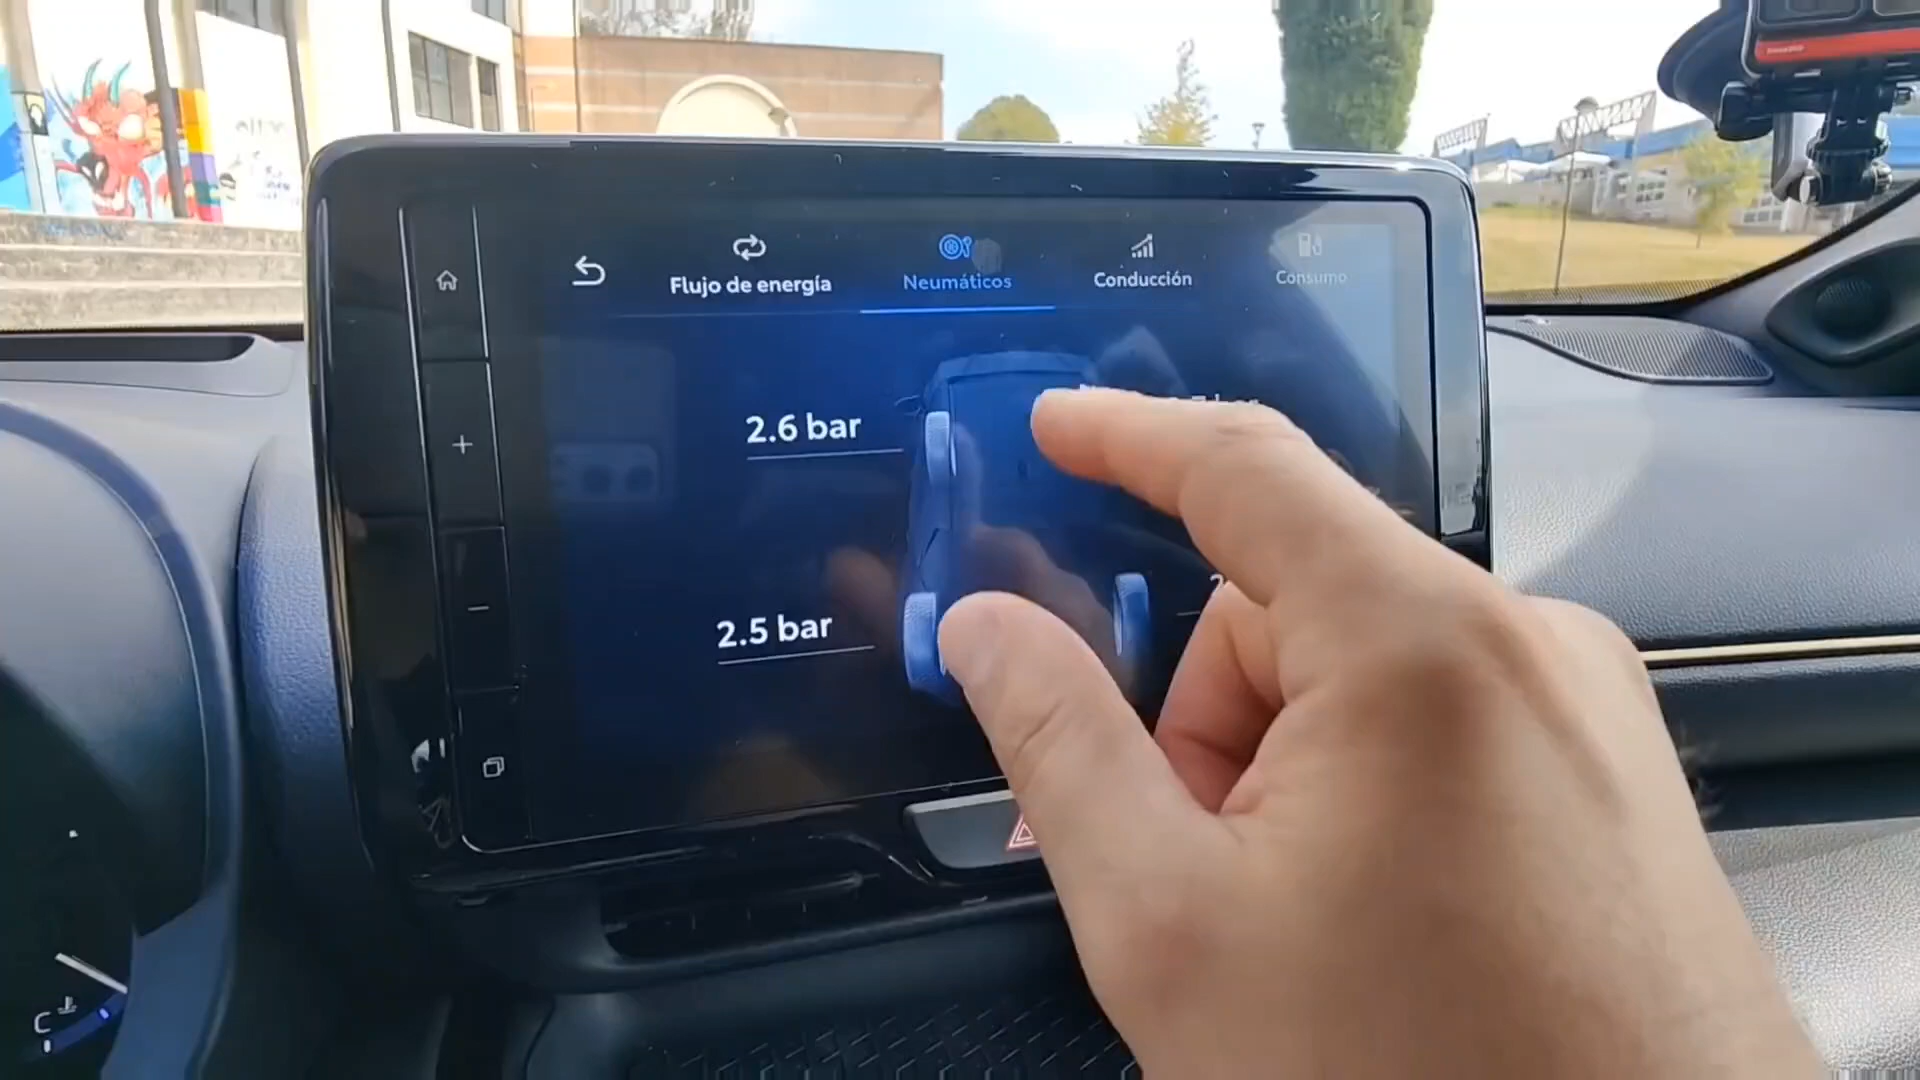 Flujo de energía
Neumáticos
Conducción
Consumo
2.6 bar
2.5 bar
C